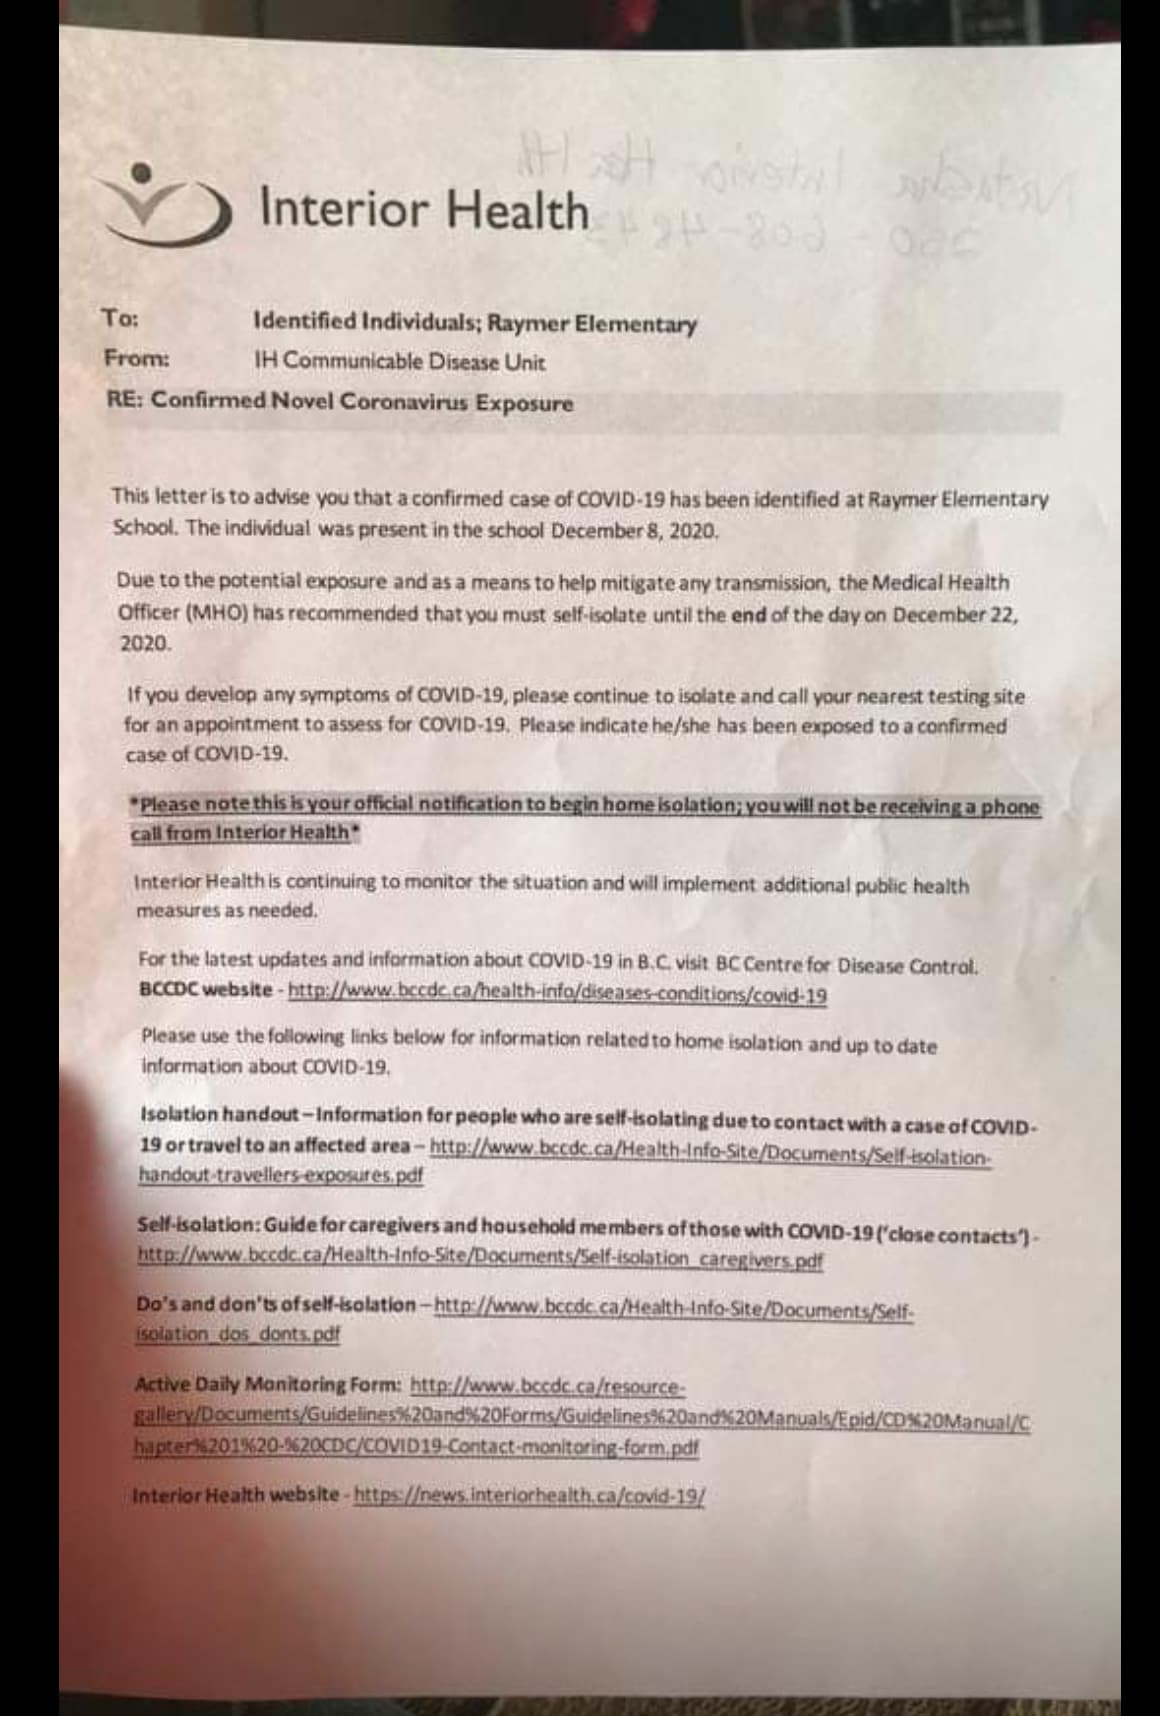 Interior Health
To: Identified Individuals; Raymer Elementary
From: IH Communicable Disease Unit
RE: Confirmed Novel Coronavirus Exposure
This letter is to advise you that a confirmed case of COVID-19 has been identified at Raymer Elementary
School. The individual was present in the school December 8, 2020.
Due to the potential exposure and as a means to help mitigate any transmission, the Medical Health
Officer (MHO) has recommended that you must self-isolate until the end of the day on December 22,
2020.
If you develop any symptoms of COVID-19, please continue to isolate and call your nearest testing site
for an appointment to assess for COVID-19. Please indicate he/she has been exposed to a confirmed
case of COVID-19.
*Please note this is your official notification to begin home isolation; you will not be receiving a phone
call from Interior Health*
Interior Health is continuing to monitor the situation and will implement additional public health
measures as needed.
For the latest updates and information about COVID-19 in B.C. visit BC Centre for Disease Control.
BCCDC website - http://www.bccdc.ca/health-info/diseases-conditions/covid-19
Please use the following links below for information related to home isolation and up to date
information about COVID-19.
Isolation handout – Information for people who are self-isolating due to contact with a case of COVID-
19 or travel to an affected area – http://www.bccdc.ca/Health-Info-Site/Documents/Self-isolation-
handout-travellers-exposures.pdf
Self-isolation: Guide for caregivers and household members of those with COVID-19 ('close contacts') -
http://www.bccdc.ca/Health-Info-Site/Documents/Self-isolation_caregivers.pdf
Do's and don'ts of self-isolation – http://www.bccdc.ca/Health-Info-Site/Documents/Self-
isolation_dos_donts.pdf
Active Daily Monitoring Form: http://www.bccdc.ca/resource-
gallery/Documents/Guidelines%20and%20Forms/Guidelines%20and%20Manuals/Epid/CD%20Manual/C
hapter%201%20-%20CDC/COVID19-Contact-monitoring-form.pdf
Interior Health website - https://news.interiorhealth.ca/covid-19/